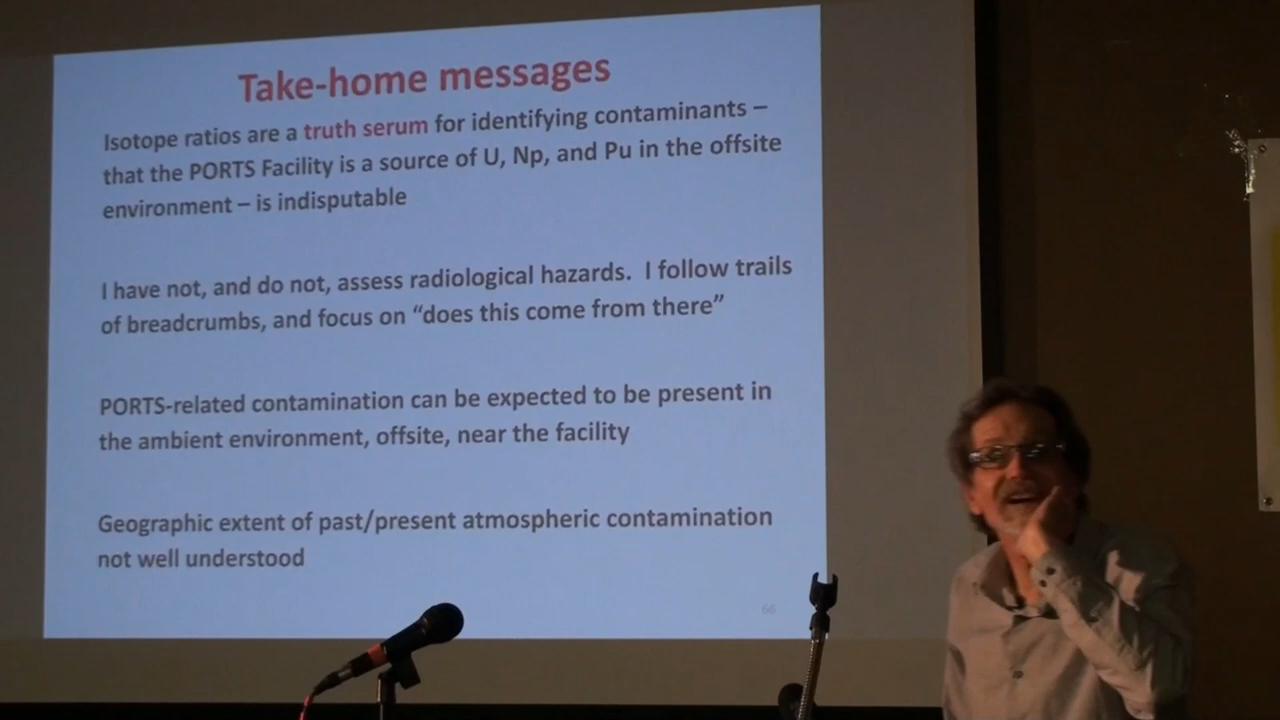 Take-home messages
Isotope ratios are a truth serum for identifying contaminants –
that the PORTS Facility is a source of U, Np, and Pu in the offsite
environment – is indisputable
I have not, and do not, assess radiological hazards.  I follow trails
of breadcrumbs, and focus on “does this come from there”
PORTS-related contamination can be expected to be present in
the ambient environment, offsite, near the facility
Geographic extent of past/present atmospheric contamination
not well understood
66